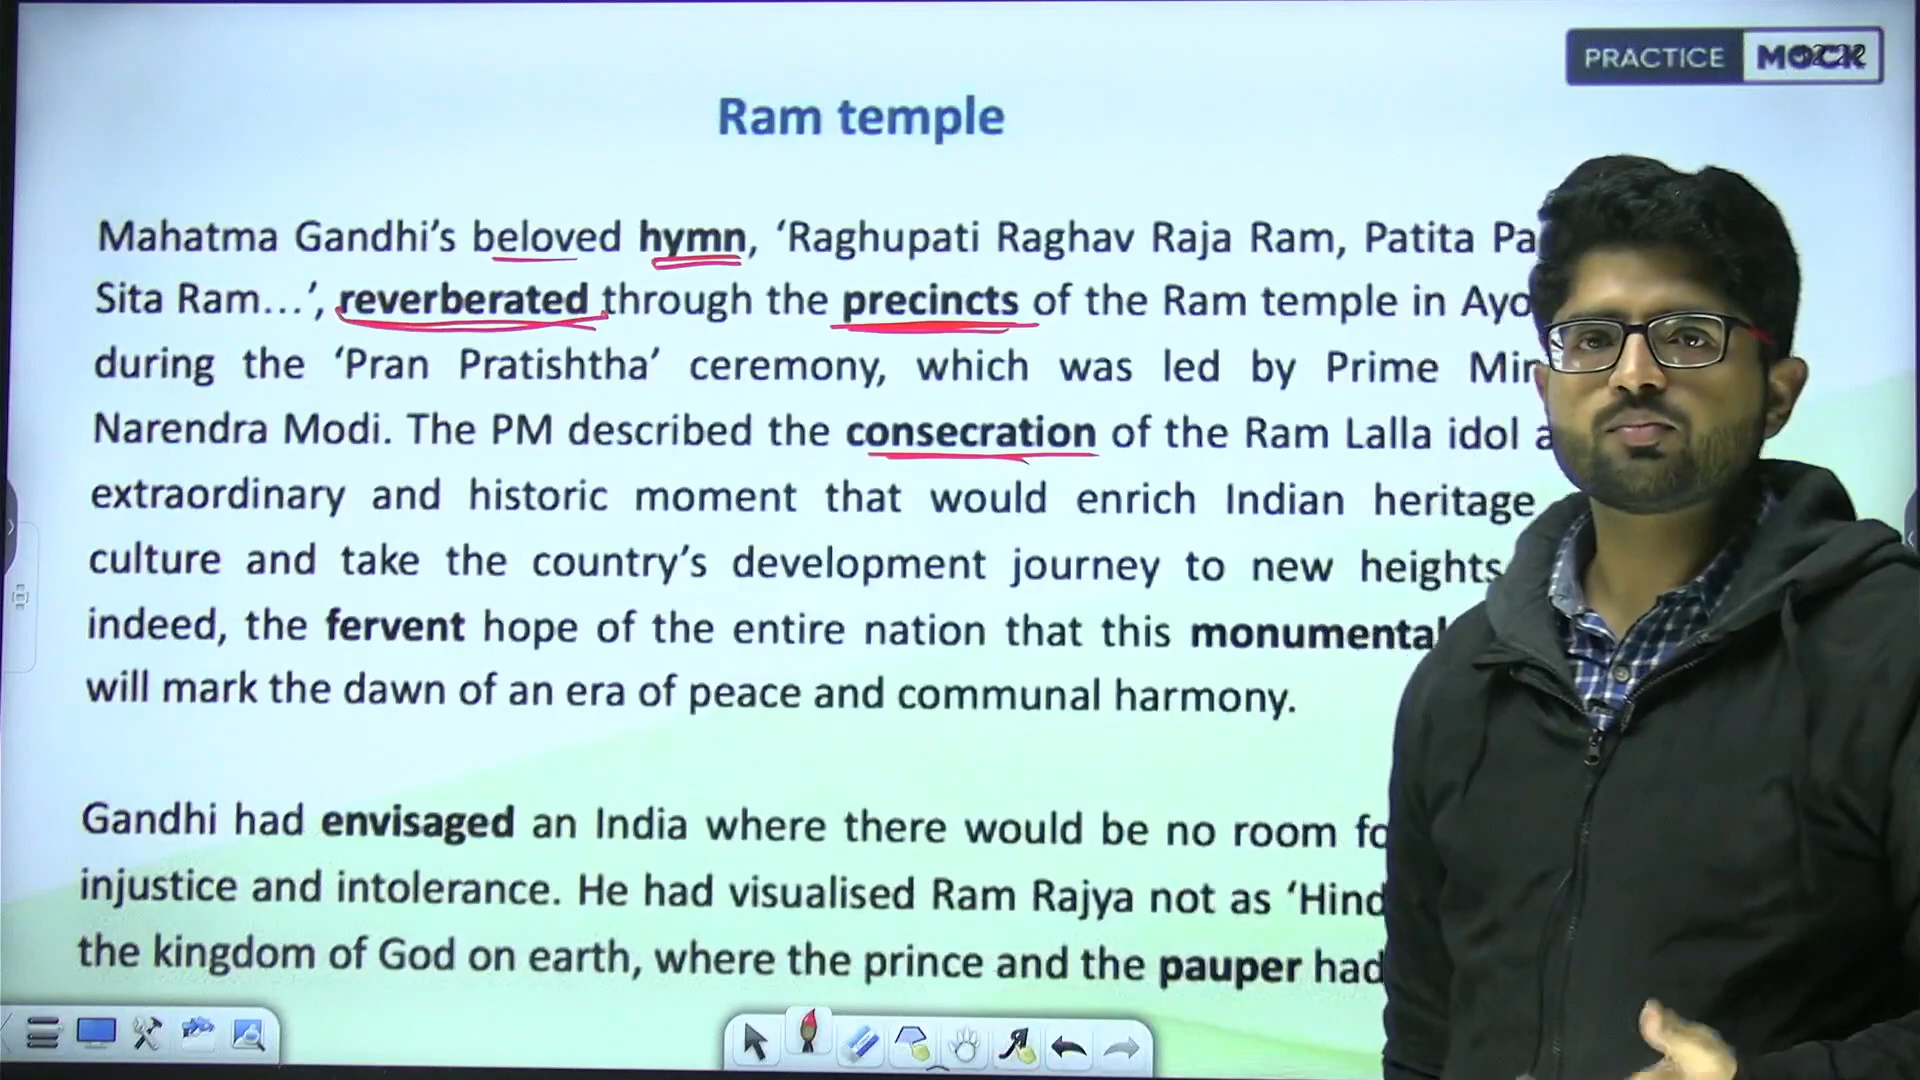 PRACTICE MOCK
Ram temple
Mahatma Gandhi's beloved hymn, 'Raghupati Raghav Raja Ram, Patita
Sita Ram...', reverberated through the precincts of the Ram temple in
during the 'Pran Pratishtha' ceremony, which was led by Prime
Narendra Modi. The PM described the consecration of the Ram Lalla idol
extraordinary and historic moment that would enrich Indian heritage
culture and take the country's development journey to new heights
indeed, the fervent hope of the entire nation that this monumental
will mark the dawn of an era of peace and communal harmony.
Gandhi had envisaged an India where there would be no room
injustice and intolerance. He had visualised Ram Rajya not as
the kingdom of God on earth, where the prince and the pauper had